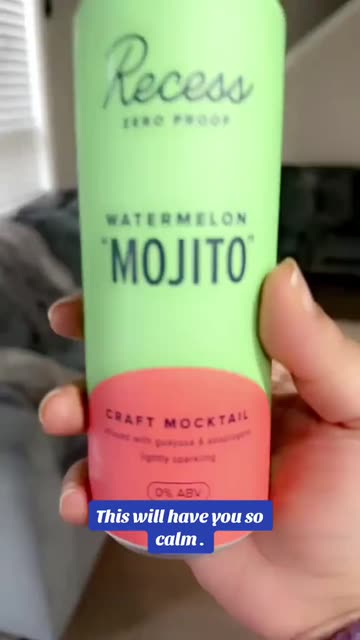 Recess
ZERO PROOF
WATERMELON
"MOJITO"
CRAFT MOCKTAIL
infused with guayusa & adaptogens
lightly sparkling
0% ABV
This will have you so
calm .